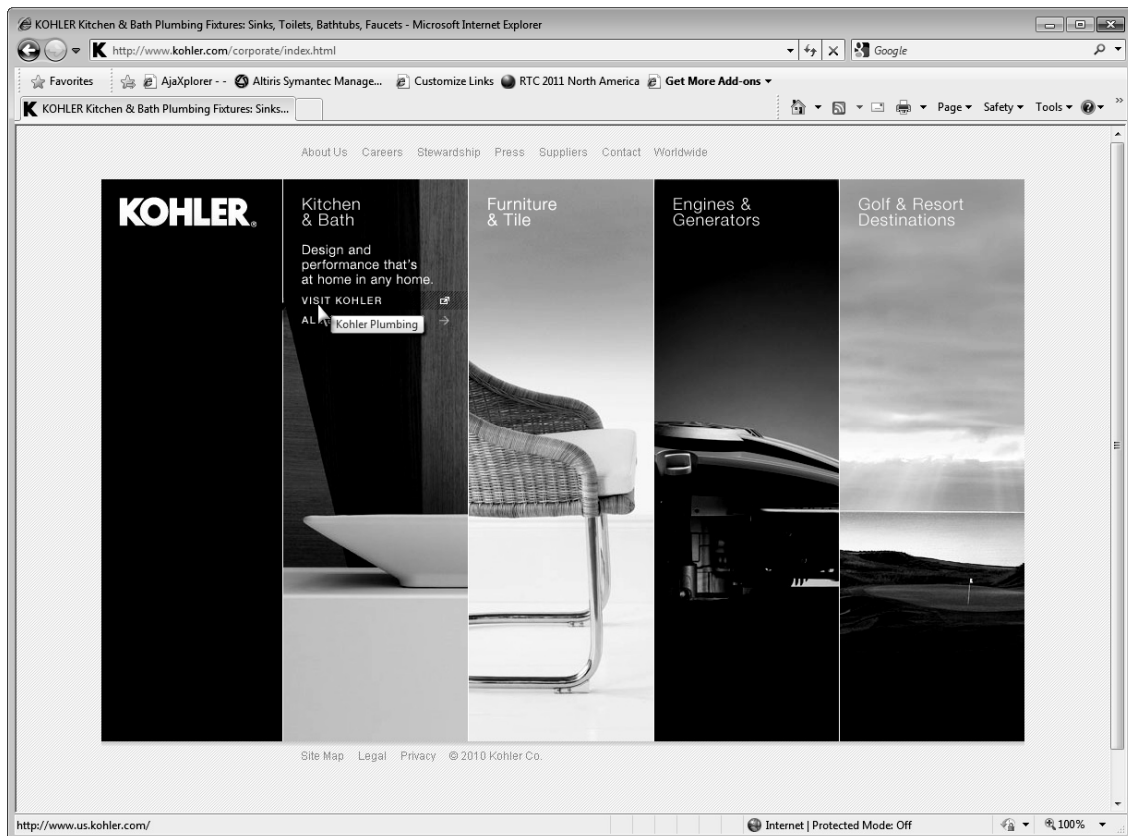 KOHLER Kitchen & Bath Plumbing Fixtures: Sinks, Toilets, Bathtubs, Faucets - Microsoft Internet Explorer
http://www.kohler.com/corporate/index.html
Google
Favorites AjaXplorer - - Altiris Symantec Manage... Customize Links RTC 2011 North America Get More Add-ons
KOHLER Kitchen & Bath Plumbing Fixtures: Sinks...
Page Safety Tools
About Us Careers Stewardship Press Suppliers Contact Worldwide
KOHLER®
Kitchen
& Bath
Design and
performance that's
at home in any home.
VISIT KOHLER
AL
Kohler Plumbing
Furniture
& Tile
Engines &
Generators
Golf & Resort
Destinations
Site Map Legal Privacy © 2010 Kohler Co.
http://www.us.kohler.com/
Internet | Protected Mode: Off
100%